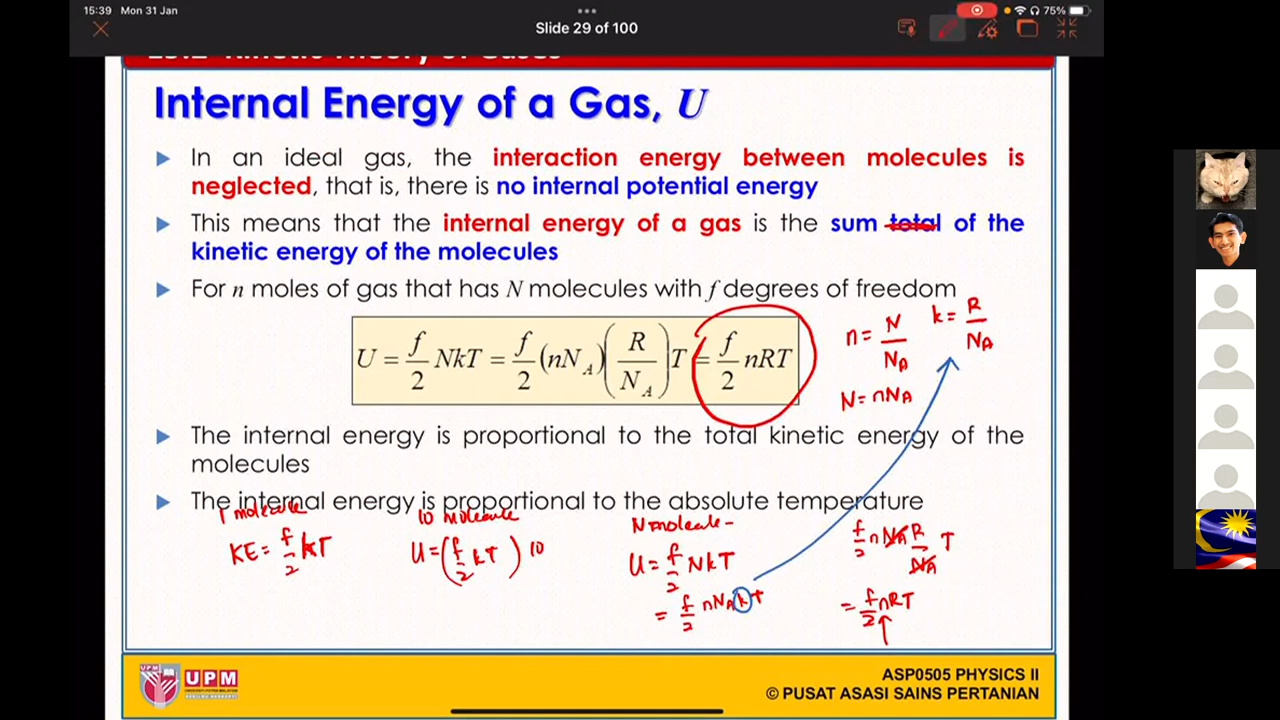 15:39 Mon 31 Jan
75%
Slide 29 of 100
Internal Energy of a Gas, U
In an ideal gas, the interaction energy between molecules is
neglected, that is, there is no internal potential energy
This means that the internal energy of a gas is the sum total of the
kinetic energy of the molecules
For n moles of gas that has N molecules with f degrees of freedom
U = f/2 NkT = f/2 (nN_A)(R/N_A)T = f/2 nRT
n = N/N_A
k = R/N_A
N = nN_A
The internal energy is proportional to the total kinetic energy of the
molecules
The internal energy is proportional to the absolute temperature
1 molecule
KE = f/2 kT
10 molecule
U = (f/2 kT) 10
N molecule
U = f/2 NkT
= f/2 nN_A kT
f/2 nN_A R/N_A T
= f/2 nRT
UPM
ASP0505 PHYSICS II
© PUSAT ASASI SAINS PERTANIAN